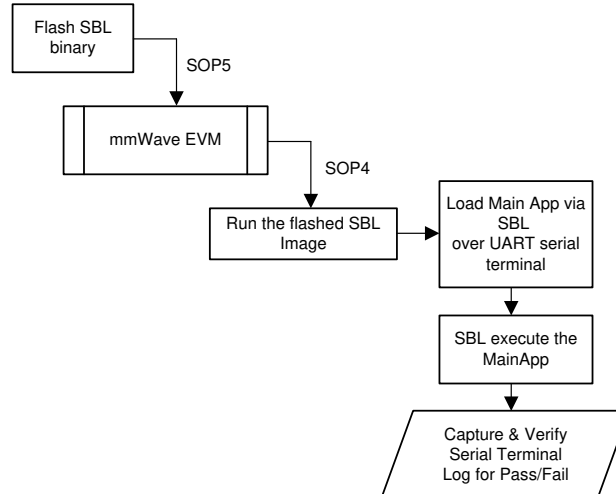 Flash SBL
binary
SOP5
mmWave EVM
SOP4
Run the flashed SBL
Image
Load Main App via
SBL
over UART serial
terminal
SBL execute the
MainApp
Capture & Verify
Serial Terminal
Log for Pass/Fail